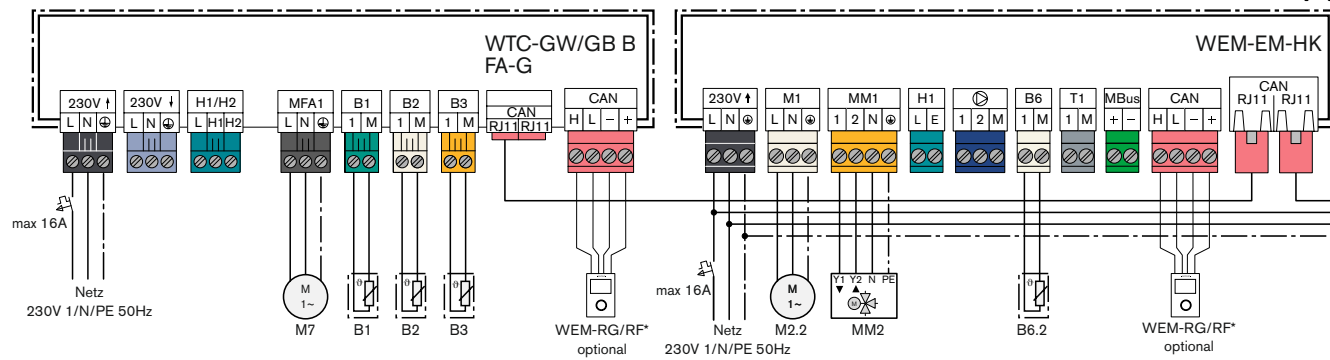 WTC-GW/GB B
FA-G
230V ↑
L N
230V ↓
L N
H1/H2
L H1 H2
MFA1
L N
B1
1 M
B2
1 M
B3
1 M
CAN
RJ11 RJ11
CAN
H L − +
max 16A
Netz
230V 1/N/PE 50Hz
M
1~
M7
ϑ
B1
ϑ
B2
ϑ
B3
WEM-RG/RF*
optional
WEM-EM-HK
230V ↑
L N
M1
L N
MM1
1 2 N
H1
L E
1 2 M
B6
1 M
T1
1 M
MBus
+ −
CAN
H L − +
CAN
RJ11 RJ11
max 16A
Netz
230V 1/N/PE 50Hz
M
1~
M2.2
Y1 Y2 N PE
M
MM2
ϑ
B6.2
WEM-RG/RF*
optional